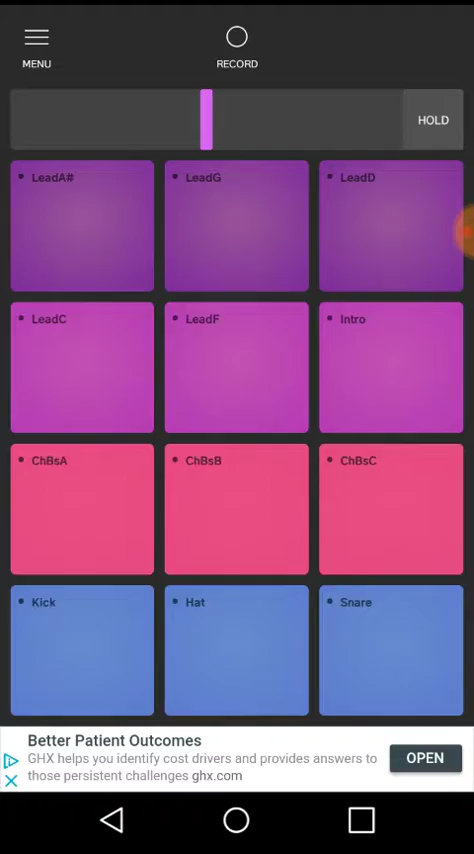 MENU
RECORD
HOLD
LeadA# LeadG LeadD
LeadC LeadF Intro
ChBsA ChBsB ChBsC
Kick Hat Snare
Better Patient Outcomes
GHX helps you identify cost drivers and provides answers to
those persistent challenges ghx.com
OPEN